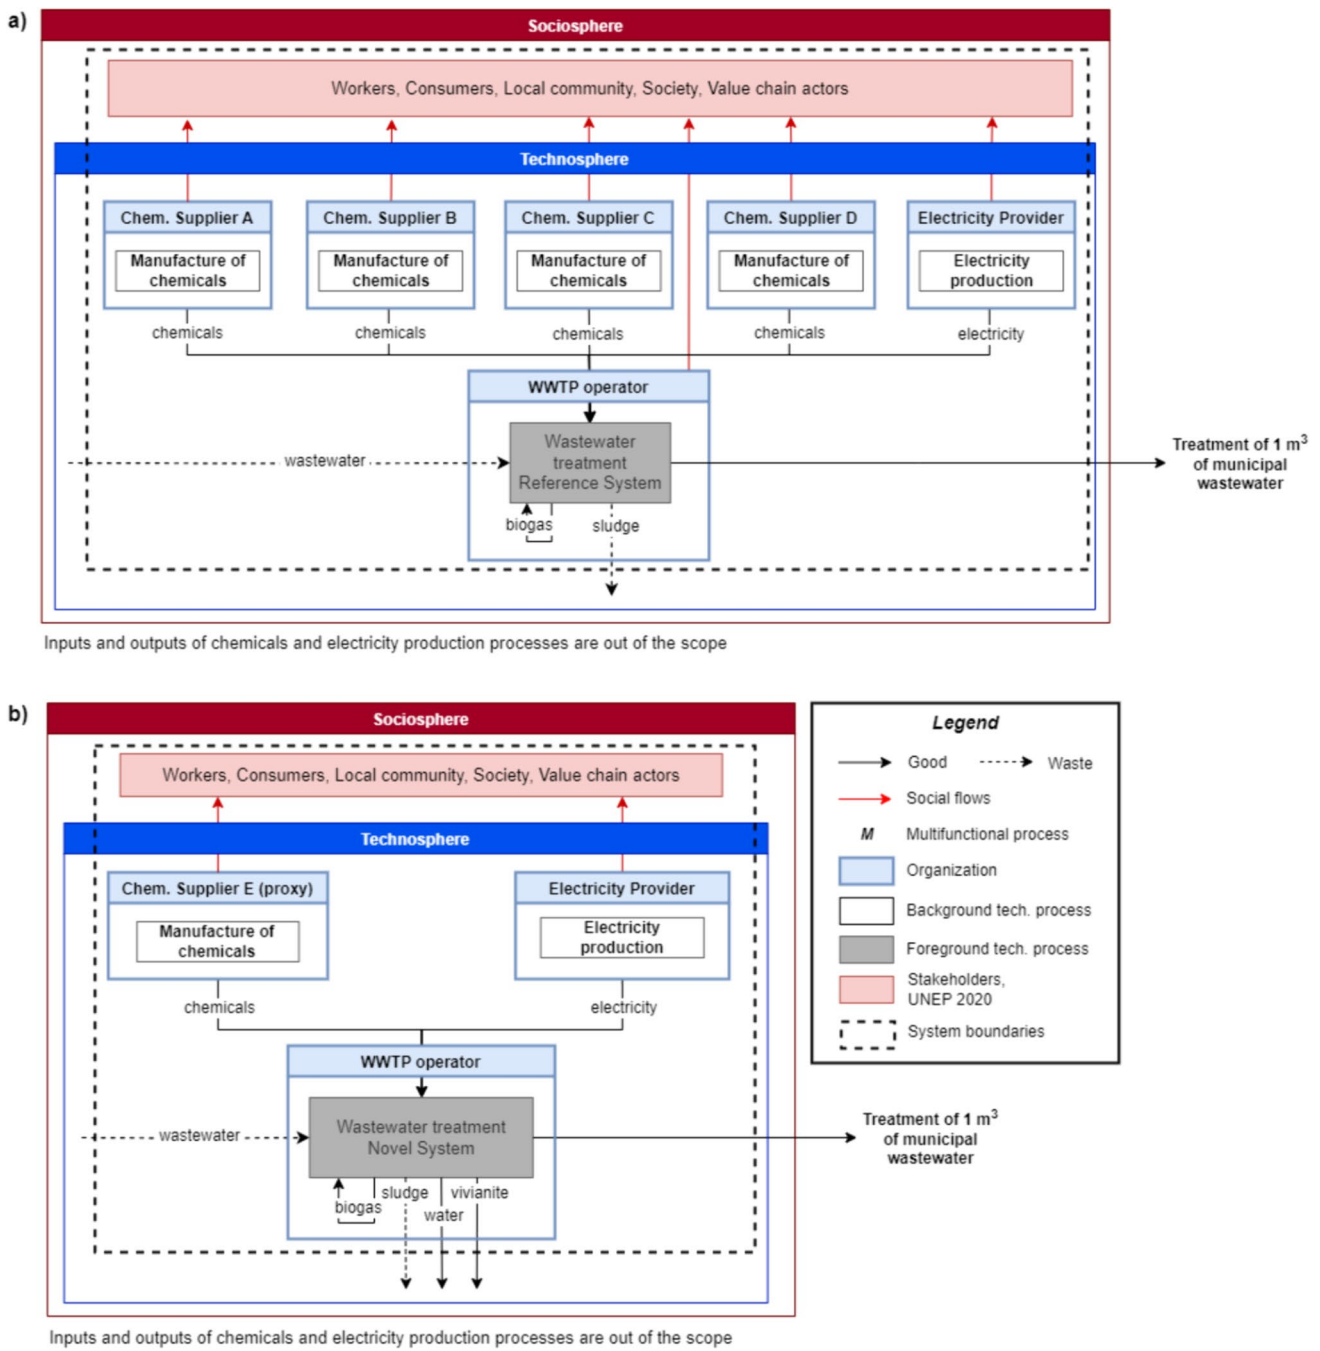 a)
Sociosphere
Workers, Consumers, Local community, Society, Value chain actors
Technosphere
Chem. Supplier A
Chem. Supplier B
Chem. Supplier C
Chem. Supplier D
Electricity Provider
Manufacture of
chemicals
Manufacture of
chemicals
Manufacture of
chemicals
Manufacture of
chemicals
Electricity
production
chemicals
chemicals
chemicals
chemicals
electricity
WWTP operator
Wastewater
treatment
Reference System
wastewater
biogas
sludge
Treatment of 1 m³
of municipal
wastewater
Inputs and outputs of chemicals and electricity production processes are out of the scope
b)
Sociosphere
Workers, Consumers, Local community, Society, Value chain actors
Technosphere
Chem. Supplier E (proxy)
Electricity Provider
Manufacture of
chemicals
Electricity
production
chemicals
electricity
WWTP operator
Wastewater treatment
Novel System
wastewater
biogas
sludge
water
vivianite
Treatment of 1 m³
of municipal
wastewater
Legend
Good
Waste
Social flows
M Multifunctional process
Organization
Background tech. process
Foreground tech. process
Stakeholders,
UNEP 2020
System boundaries
Inputs and outputs of chemicals and electricity production processes are out of the scope